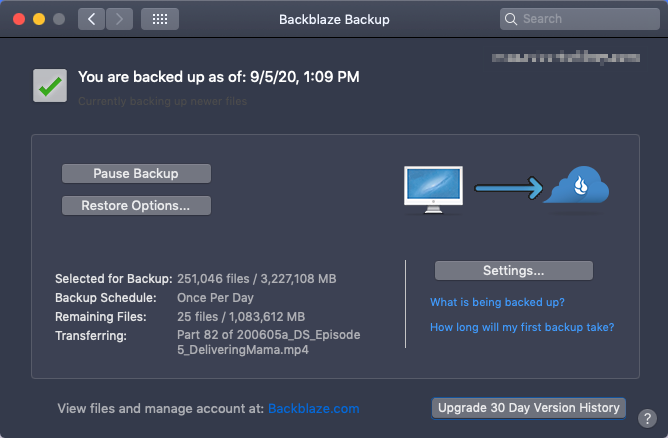 Backblaze Backup
Search
You are backed up as of: 9/5/20, 1:09 PM
Currently backing up newer files
Pause Backup
Restore Options...
Selected for Backup: 251,046 files / 3,227,108 MB
Backup Schedule: Once Per Day
Remaining Files: 25 files / 1,083,612 MB
Transferring: Part 82 of 200605a_DS_Episode
5_DeliveringMama.mp4
Settings...
What is being backed up?
How long will my first backup take?
View files and manage account at: Backblaze.com
Upgrade 30 Day Version History
?